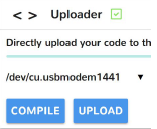 < > Uploader
Directly upload your code to th
/dev/cu.usbmodem1441 ▼
COMPILE UPLOAD